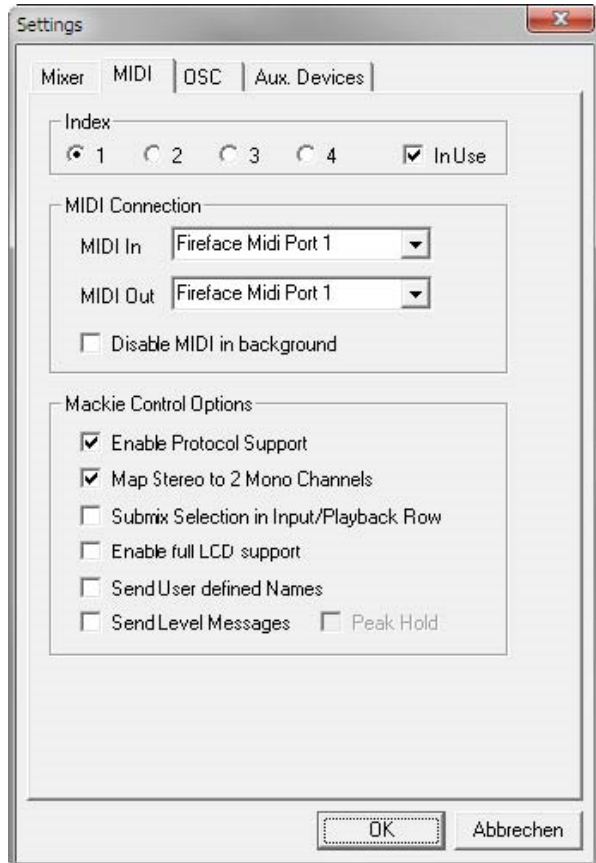 Settings
Mixer MIDI OSC Aux. Devices
Index
1 2 3 4 In Use
MIDI Connection
MIDI In Fireface Midi Port 1
MIDI Out Fireface Midi Port 1
Disable MIDI in background
Mackie Control Options
Enable Protocol Support
Map Stereo to 2 Mono Channels
Submix Selection in Input/Playback Row
Enable full LCD support
Send User defined Names
Send Level Messages Peak Hold
OK Abbrechen